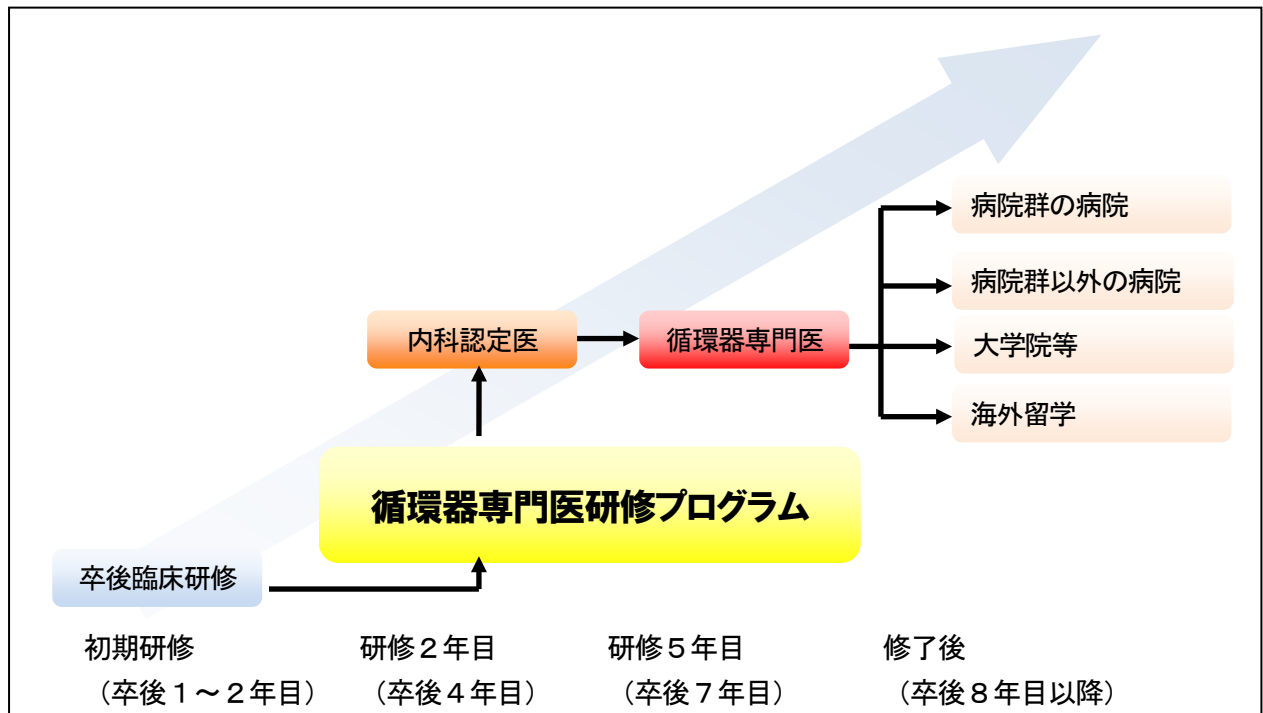 病院群の病院
病院群以外の病院
内科認定医
循環器専門医
大学院等
海外留学
循環器専門医研修プログラム
卒後臨床研修
初期研修
研修２年目
研修５年目
修了後
（卒後１～２年目）
（卒後４年目）
（卒後７年目）
（卒後８年目以降）